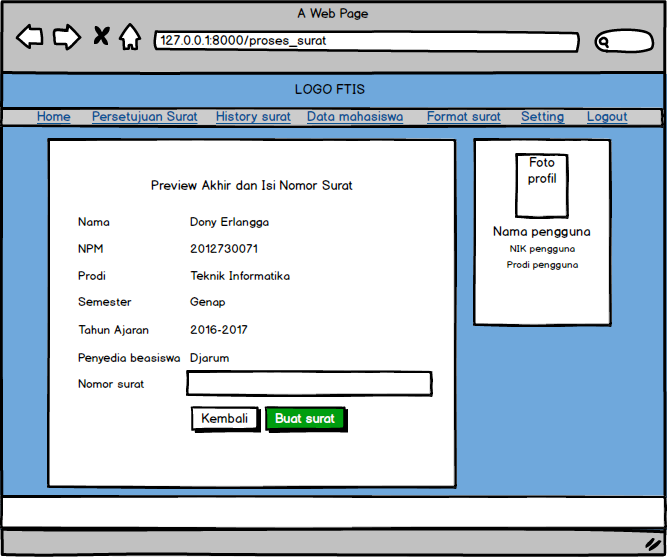 A Web Page
127.0.0.1:8000/proses_surat
LOGO FTIS
Home Persetujuan Surat History surat Data mahasiswa Format surat Setting Logout
Preview Akhir dan Isi Nomor Surat
Nama Dony Erlangga
NPM 2012730071
Prodi Teknik Informatika
Semester Genap
Tahun Ajaran 2016-2017
Penyedia beasiswa Djarum
Nomor surat
Kembali Buat surat
Foto
profil
Nama pengguna
NIK pengguna
Prodi pengguna